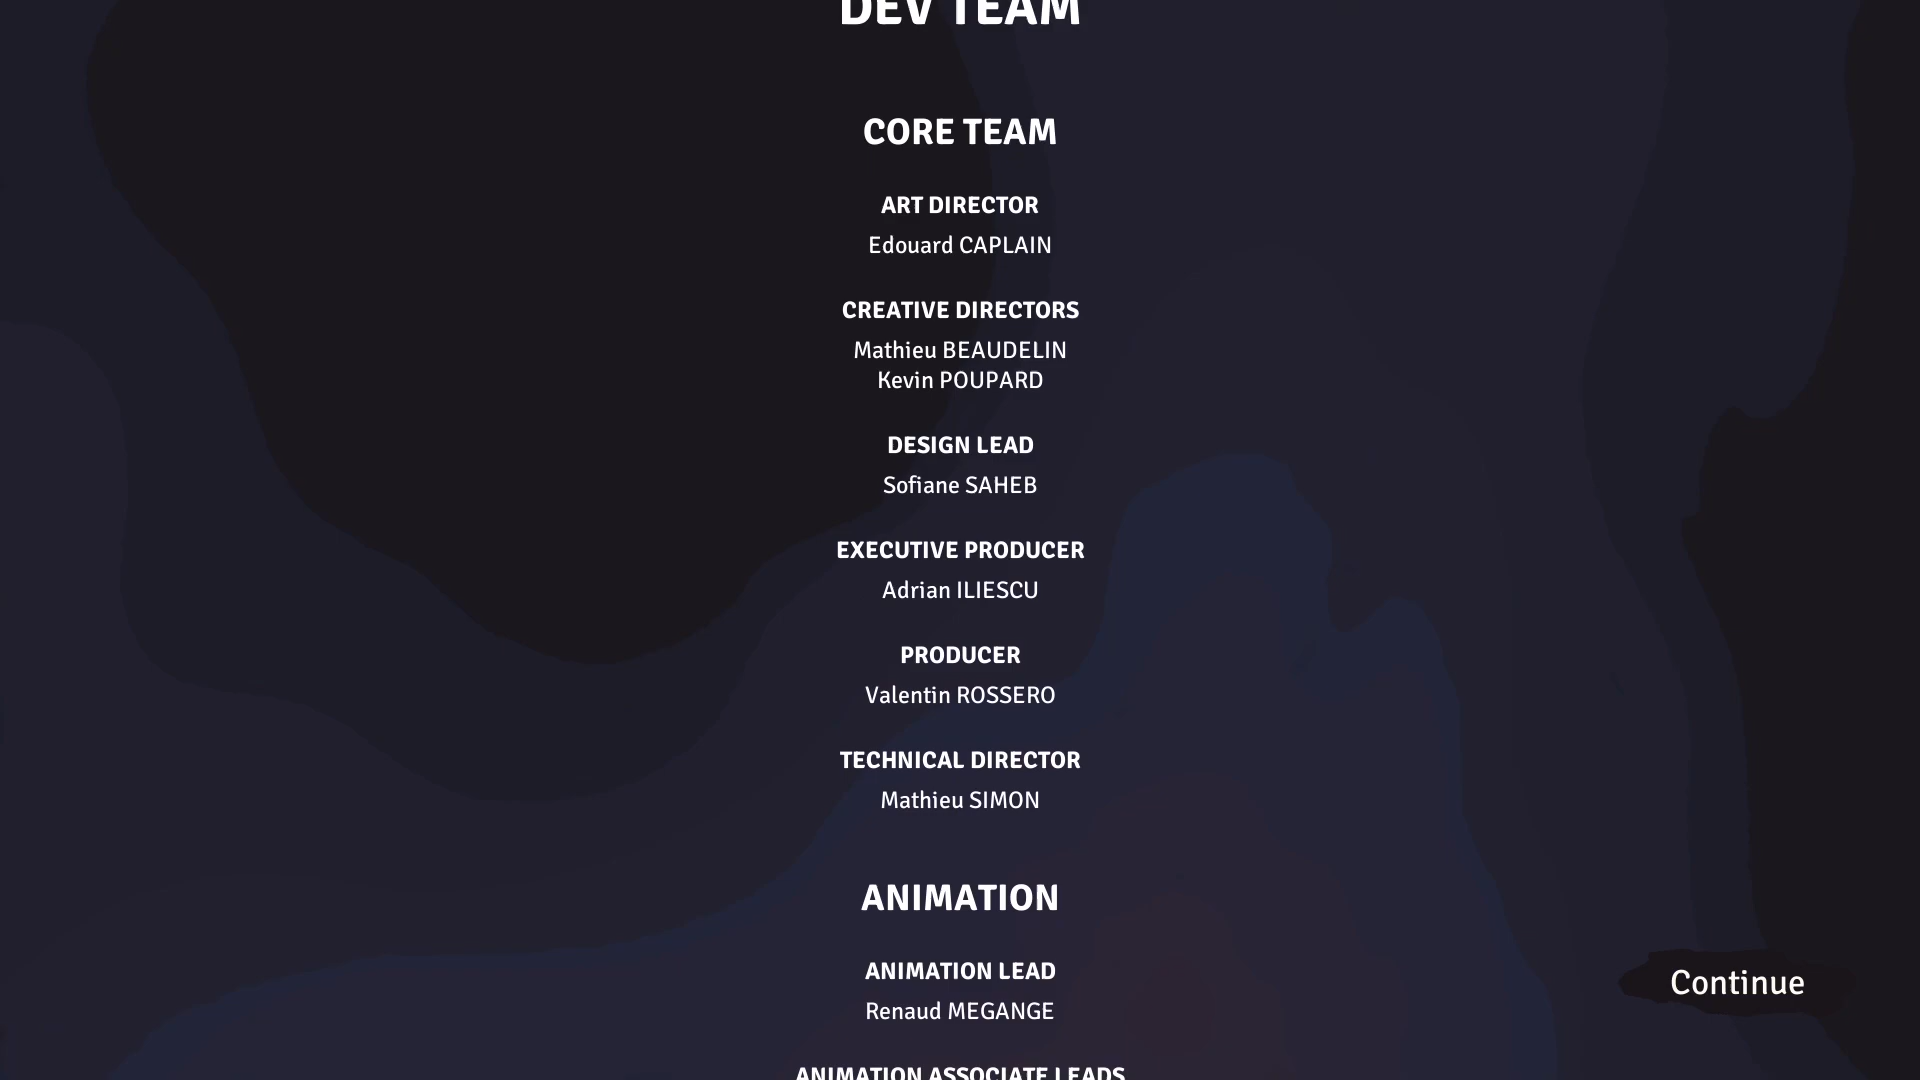 DEV TEAM
CORE TEAM
ART DIRECTOR
Edouard CAPLAIN
CREATIVE DIRECTORS
Mathieu BEAUDELIN
Kevin POUPARD
DESIGN LEAD
Sofiane SAHEB
EXECUTIVE PRODUCER
Adrian ILIESCU
PRODUCER
Valentin ROSSERO
TECHNICAL DIRECTOR
Mathieu SIMON
ANIMATION
ANIMATION LEAD
Renaud MEGANGE
ANIMATION ASSOCIATE LEADS
Continue